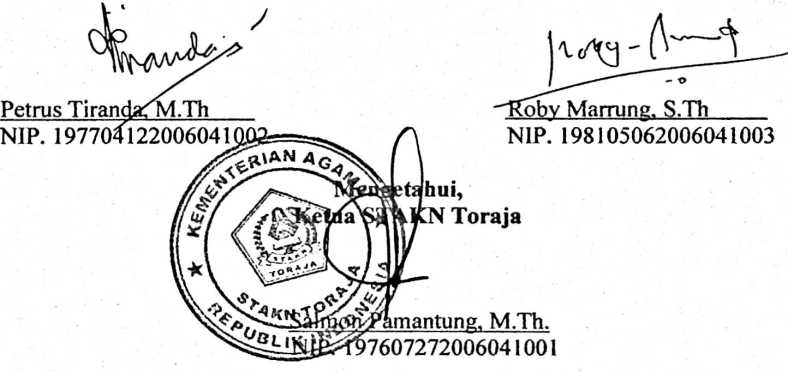 Petrus Tiranda, M.Th
NIP. 197704122006041002
Roby Marrung, S.Th
NIP. 198105062006041003
Mengetahui,
Ketua STAKN Toraja
KEMENTERIAN AGAMA
REPUBLIK INDONESIA
STAKN TORAJA
STAKN
TORAJA
Salmon Pamantung, M.Th.
NIP. 197607272006041001